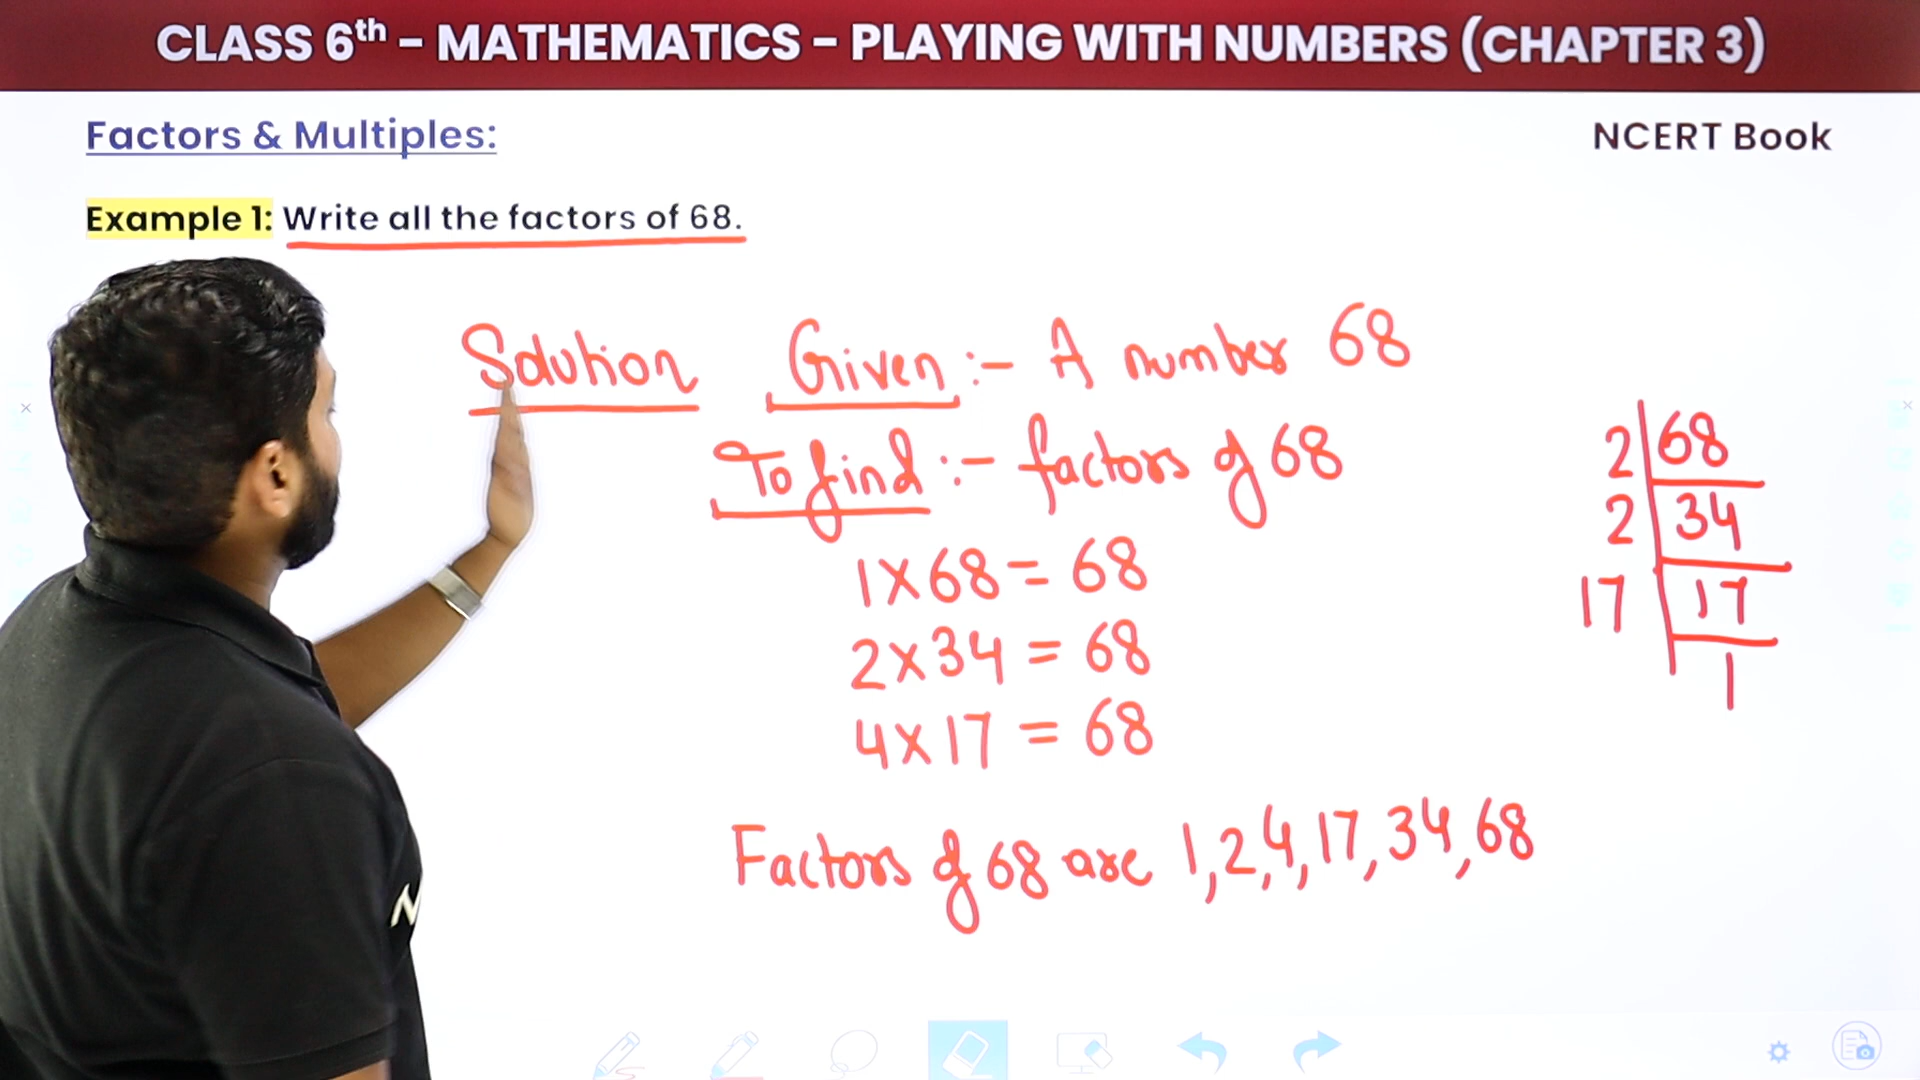 CLASS 6th - MATHEMATICS - PLAYING WITH NUMBERS (CHAPTER 3)
Factors & Multiples:
NCERT Book
Example 1: Write all the factors of 68.
Solution Given :- A number 68
To find :- factors of 68
1 × 68 = 68
2 × 34 = 68
4 × 17 = 68
Factors of 68 are 1, 2, 4, 17, 34, 68
2 | 68
2 | 34
17 | 17
1